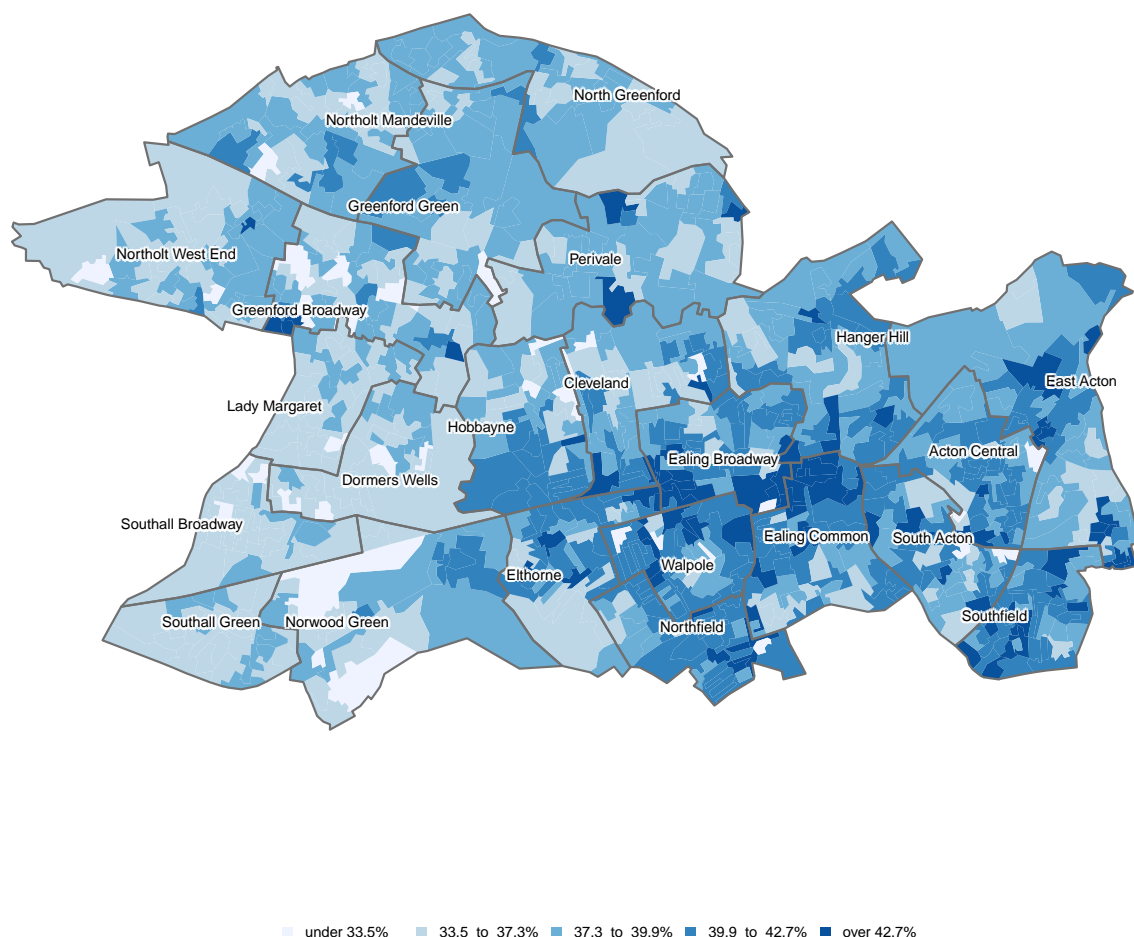 North Greenford
Northolt Mandeville
Greenford Green
Northolt West End
Perivale
Greenford Broadway
Hanger Hill
Cleveland
East Acton
Lady Margaret
Hobbayne
Acton Central
Ealing Broadway
Dormers Wells
Southall Broadway
Ealing Common
South Acton
Walpole
Elthorne
Southfield
Southall Green
Norwood Green
Northfield
under 33.5% 33.5 to 37.3% 37.3 to 39.9% 39.9 to 42.7% over 42.7%